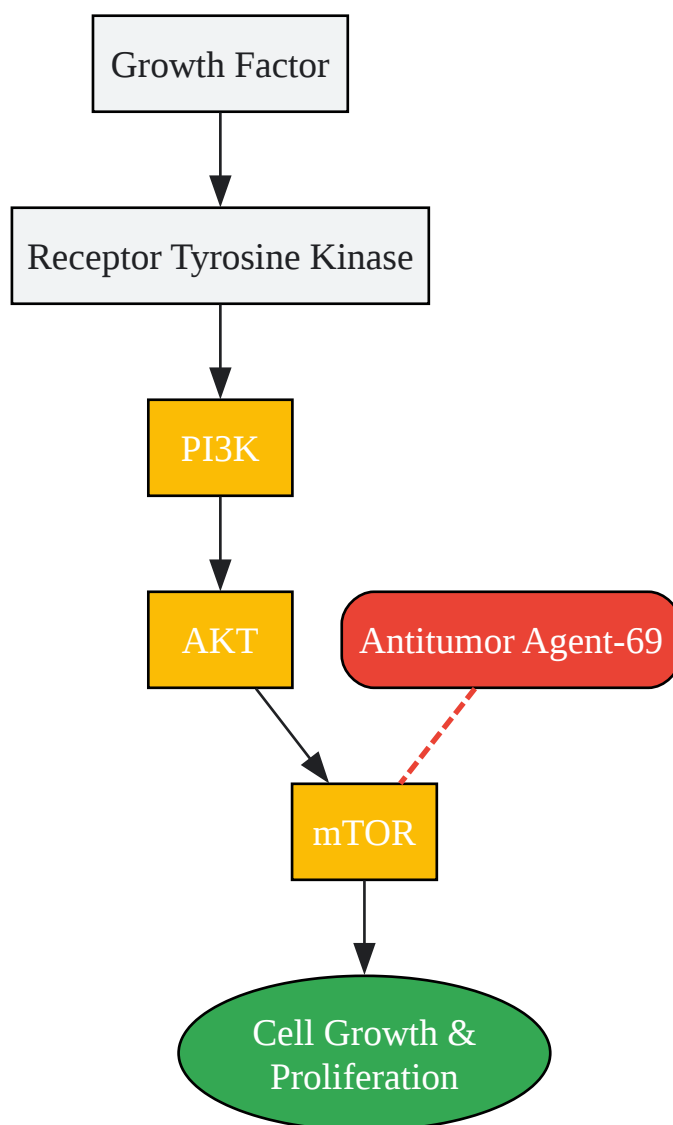 Growth Factor
Receptor Tyrosine Kinase
PI3K
AKT
Antitumor Agent-69
mTOR
Cell Growth &
Proliferation